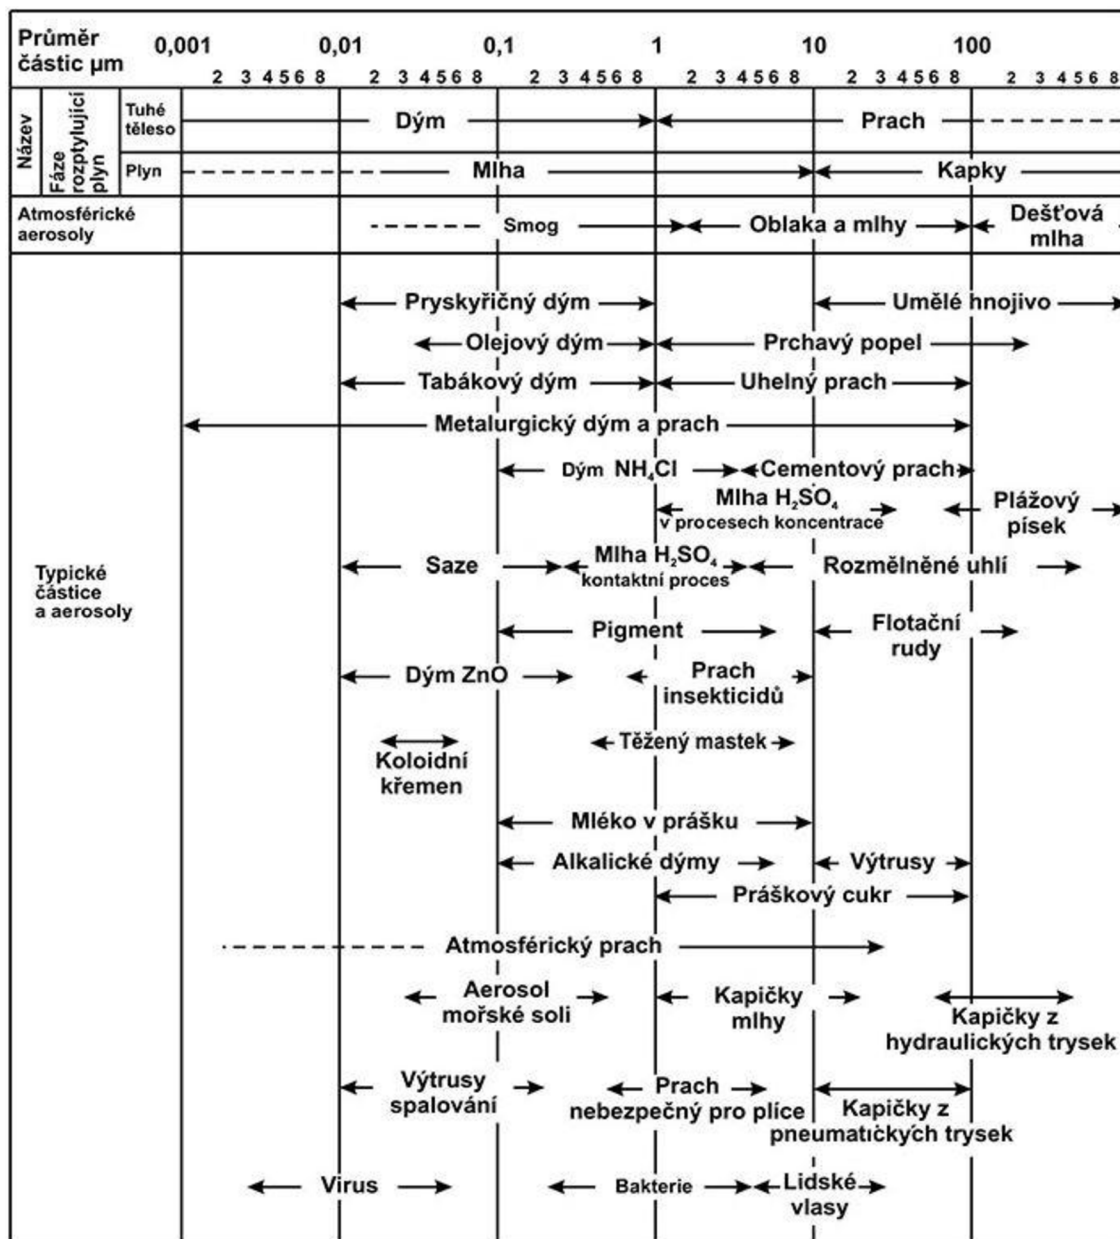 Průměr
částic µm
0,001 0,01 0,1 1 10 100
2 3 4 5 6 8 2 3 4 5 6 8 2 3 4 5 6 8 2 3 4 5 6 8 2 3 4 5 6 8 2 3 4 5 6 8
Název
Fáze
rozptylující
plyn
Tuhé
těleso
Dým Prach
Plyn Mlha Kapky
Atmosférické
aerosoly
Smog Oblaka a mlhy Dešťová
mlha
Typické
částice
a aerosoly
Pryskyřičný dým Umělé hnojivo
Olejový dým Prchavý popel
Tabákový dým Uhelný prach
Metalurgický dým a prach
Dým NH₄Cl Cementový prach
Mlha H₂SO₄
v procesech koncentrace
Plážový
písek
Saze
Mlha H₂SO₄
kontaktní proces
Rozmělněné uhlí
Pigment
Flotační
rudy
Dým ZnO
Prach
insekticidů
Těžený mastek
Koloidní
křemen
Mléko v prášku
Alkalické dýmy Výtrusy
Práškový cukr
Atmosférický prach
Aerosol
mořské soli
Kapičky
mlhy
Kapičky z
hydraulických trysek
Výtrusy
spalování
Prach
nebezpečný pro plíce
Kapičky z
pneumatických trysek
Virus Bakterie
Lidské
vlasy